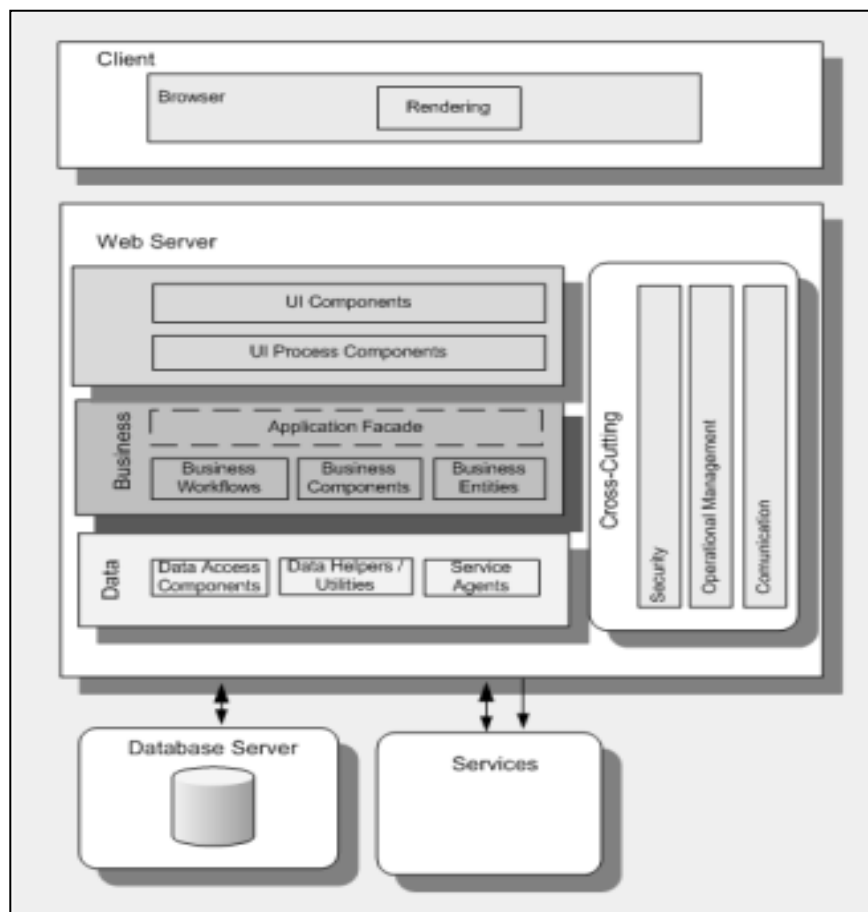 Client
Browser
Rendering
Web Server
UI Components
UI Process Components
Business
Application Facade
Business
Workflows
Business
Components
Business
Entities
Data
Data Access
Components
Data Helpers /
Utilities
Service
Agents
Cross-Cutting
Security
Operational Management
Comunication
Database Server
Services